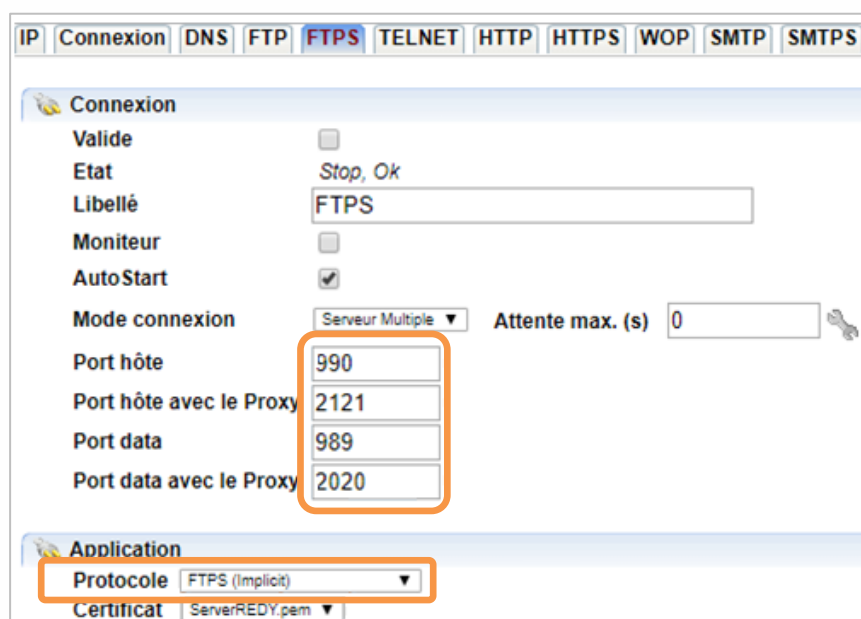 IP Connexion DNS FTP FTPS TELNET HTTP HTTPS WOP SMTP SMTPS
Connexion
Valide
Etat Stop, Ok
Libellé FTPS
Moniteur
AutoStart
Mode connexion Serveur Multiple Attente max. (s) 0
Port hôte 990
Port hôte avec le Proxy 2121
Port data 989
Port data avec le Proxy 2020
Application
Protocole FTPS (Implicit)
Certificat ServerREDY.pem